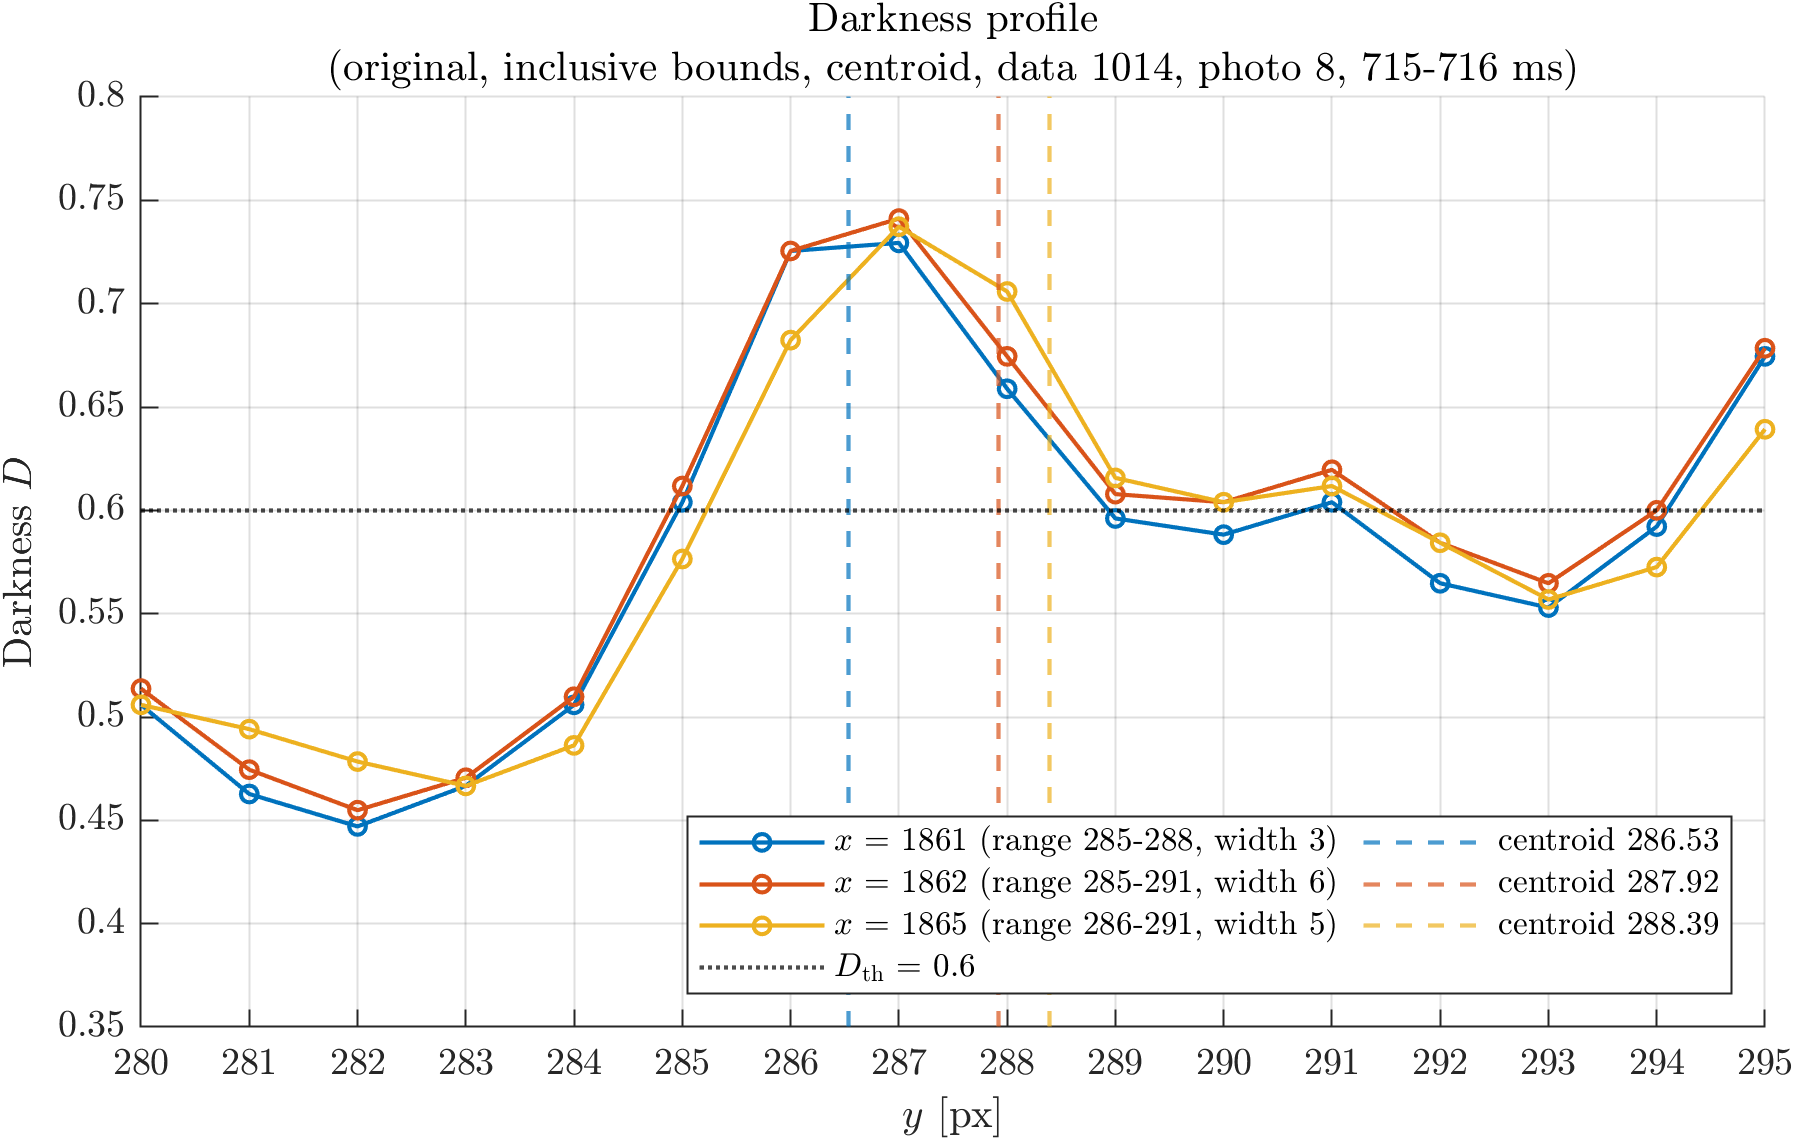 Darkness profile
(original, inclusive bounds, centroid, data 1014, photo 8, 715-716 ms)
0.8
0.75
0.7
0.65
0.6
0.55
0.5
0.45
0.4
0.35
Darkness D
x = 1861 (range 285-288, width 3) centroid 286.53
x = 1862 (range 285-291, width 6) centroid 287.92
x = 1865 (range 286-291, width 5) centroid 288.39
Dth = 0.6
280 281 282 283 284 285 286 287 288 289 290 291 292 293 294 295
y [px]